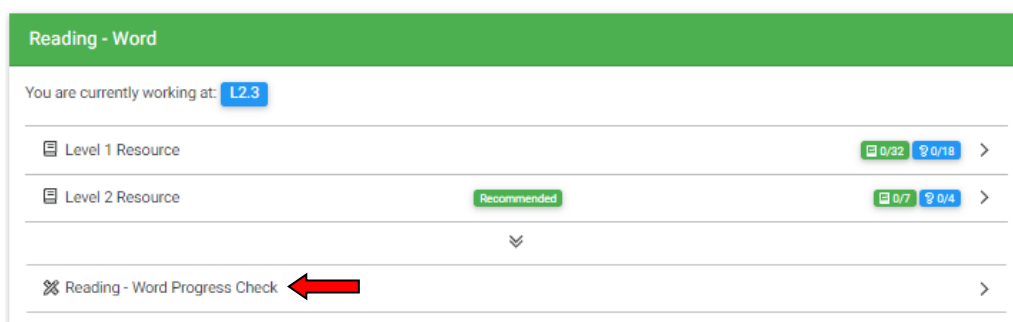 Reading - Word
You are currently working at: L2.3
Level 1 Resource 0/32 0/18
Level 2 Resource Recommended 0/7 0/4
Reading - Word Progress Check